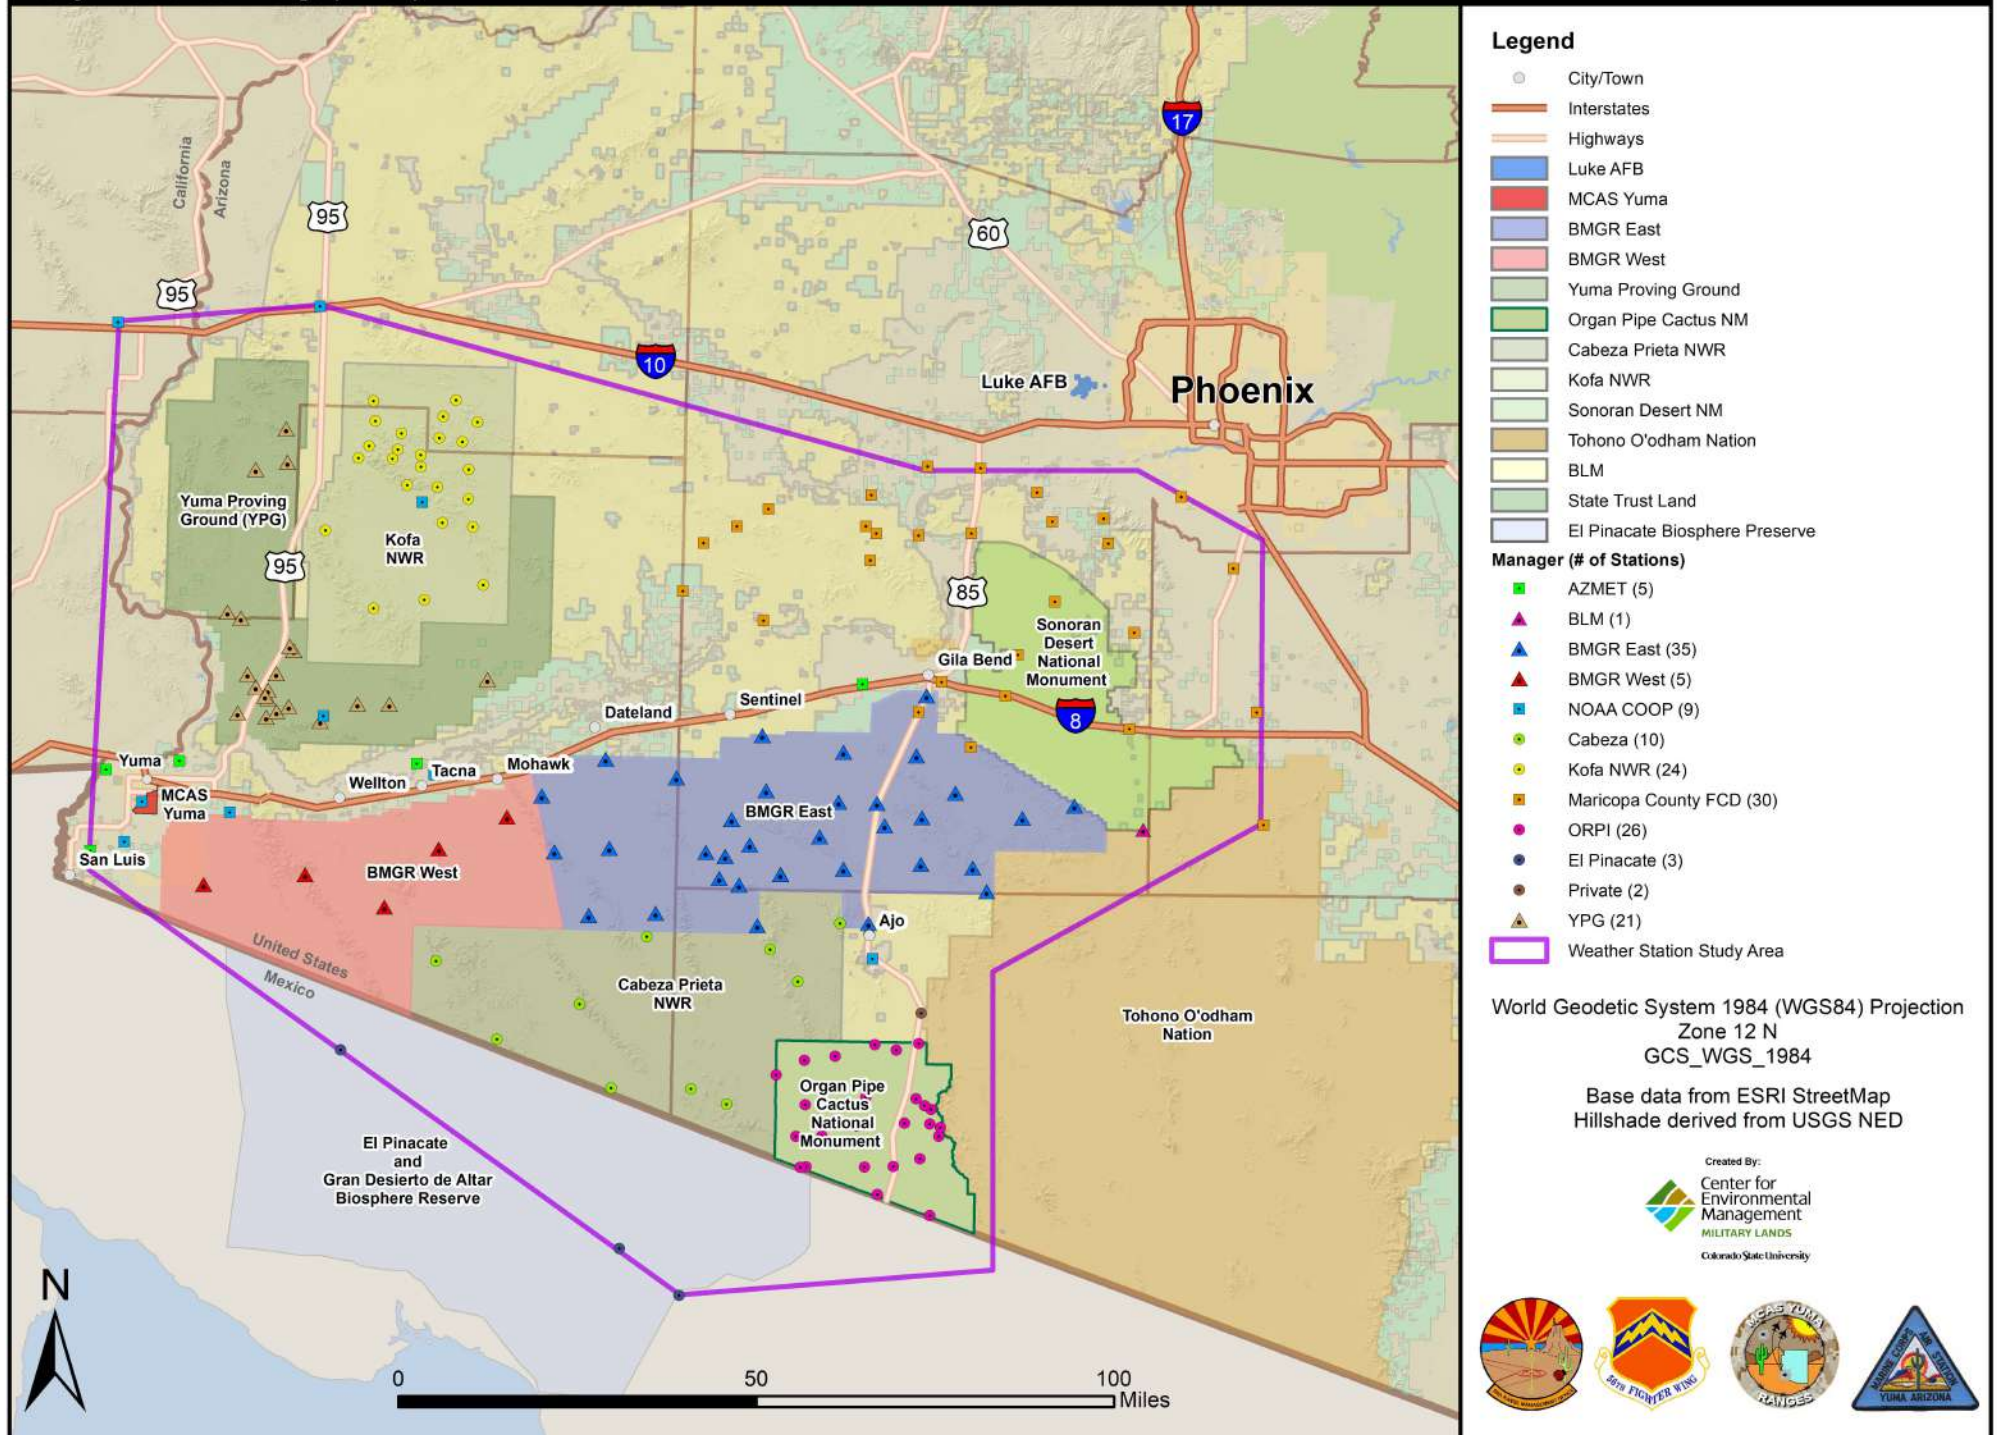 California
Arizona
95
95
17
60
10
Luke AFB
Phoenix
Yuma Proving
Ground (YPG)
Kofa
NWR
95
85
Sonoran
Desert
National
Monument
Gila Bend
8
Sentinel
Dateland
Mohawk
Tacna
Wellton
Yuma
MCAS
Yuma
San Luis
BMGR East
BMGR West
Ajo
United States
Mexico
Cabeza Prieta
NWR
Tohono O'odham
Nation
Organ Pipe
Cactus
National
Monument
El Pinacate
and
Gran Desierto de Altar
Biosphere Reserve
N
0 50 100
Miles
Legend
City/Town
Interstates
Highways
Luke AFB
MCAS Yuma
BMGR East
BMGR West
Yuma Proving Ground
Organ Pipe Cactus NM
Cabeza Prieta NWR
Kofa NWR
Sonoran Desert NM
Tohono O'odham Nation
BLM
State Trust Land
El Pinacate Biosphere Preserve
Manager (# of Stations)
AZMET (5)
BLM (1)
BMGR East (35)
BMGR West (5)
NOAA COOP (9)
Cabeza (10)
Kofa NWR (24)
Maricopa County FCD (30)
ORPI (26)
El Pinacate (3)
Private (2)
YPG (21)
Weather Station Study Area
World Geodetic System 1984 (WGS84) Projection
Zone 12 N
GCS_WGS_1984
Base data from ESRI StreetMap
Hillshade derived from USGS NED
Created By:
Center for
Environmental
Management
MILITARY LANDS
Colorado State University
56TH FIGHTER WING
MCAS YUMA
RANGES
MARINE CORPS AIR STATION
YUMA ARIZONA